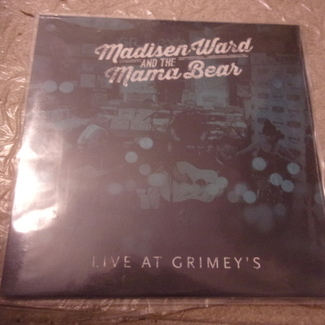 Madisen Ward
AND THE
Mama Bear
LIVE AT GRIMEY'S